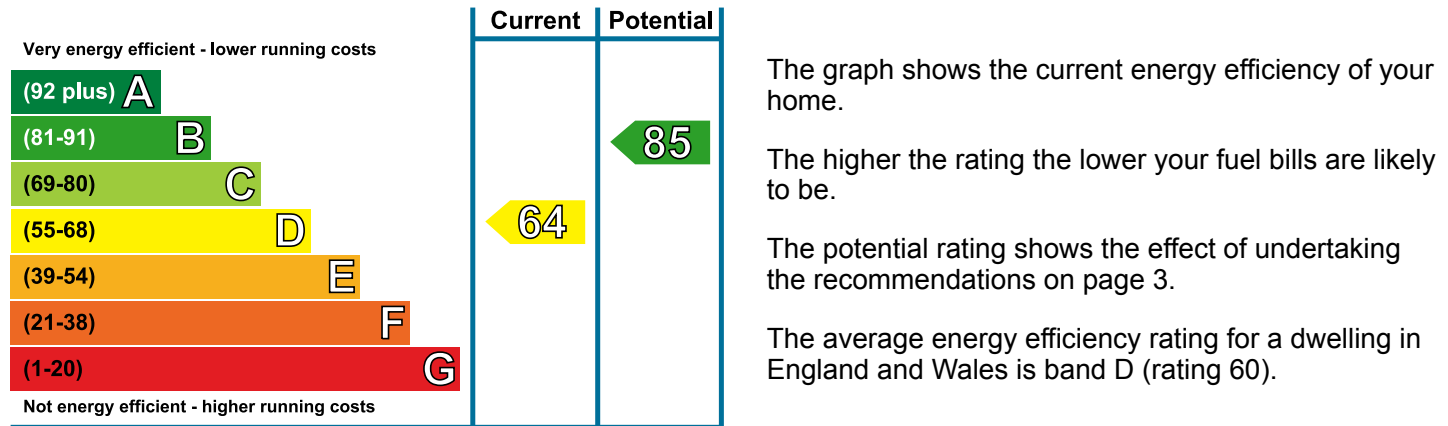 Current Potential
Very energy efficient - lower running costs
(92 plus) A
(81-91) B
(69-80) C
(55-68) D
(39-54) E
(21-38) F
(1-20) G
Not energy efficient - higher running costs
85
64
The graph shows the current energy efficiency of your
home.
The higher the rating the lower your fuel bills are likely
to be.
The potential rating shows the effect of undertaking
the recommendations on page 3.
The average energy efficiency rating for a dwelling in
England and Wales is band D (rating 60).